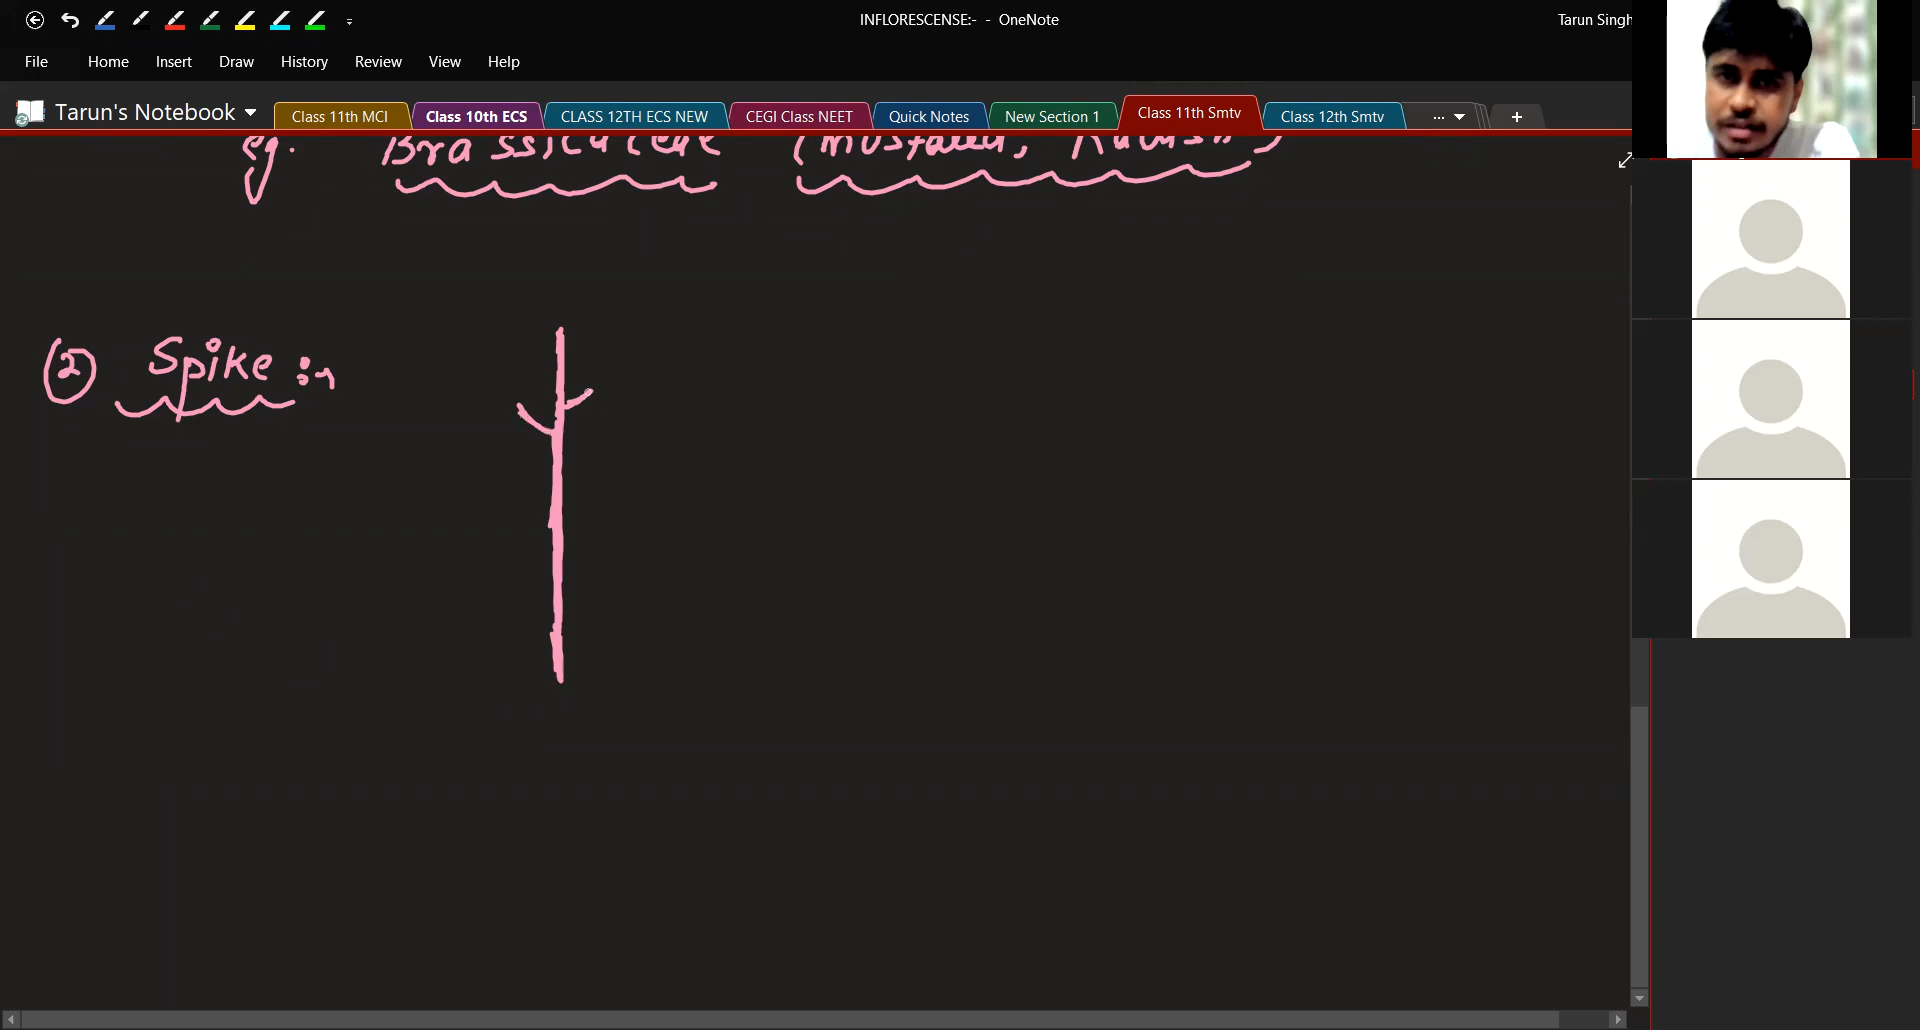 INFLORESCENSE:- - OneNote
Tarun Singh
File Home Insert Draw History Review View Help
Tarun's Notebook
Class 11th MCI Class 10th ECS CLASS 12TH ECS NEW CEGI Class NEET Quick Notes New Section 1 Class 11th Smtv Class 12th Smtv ... +
eg. Brassicaceae
② Spike :-